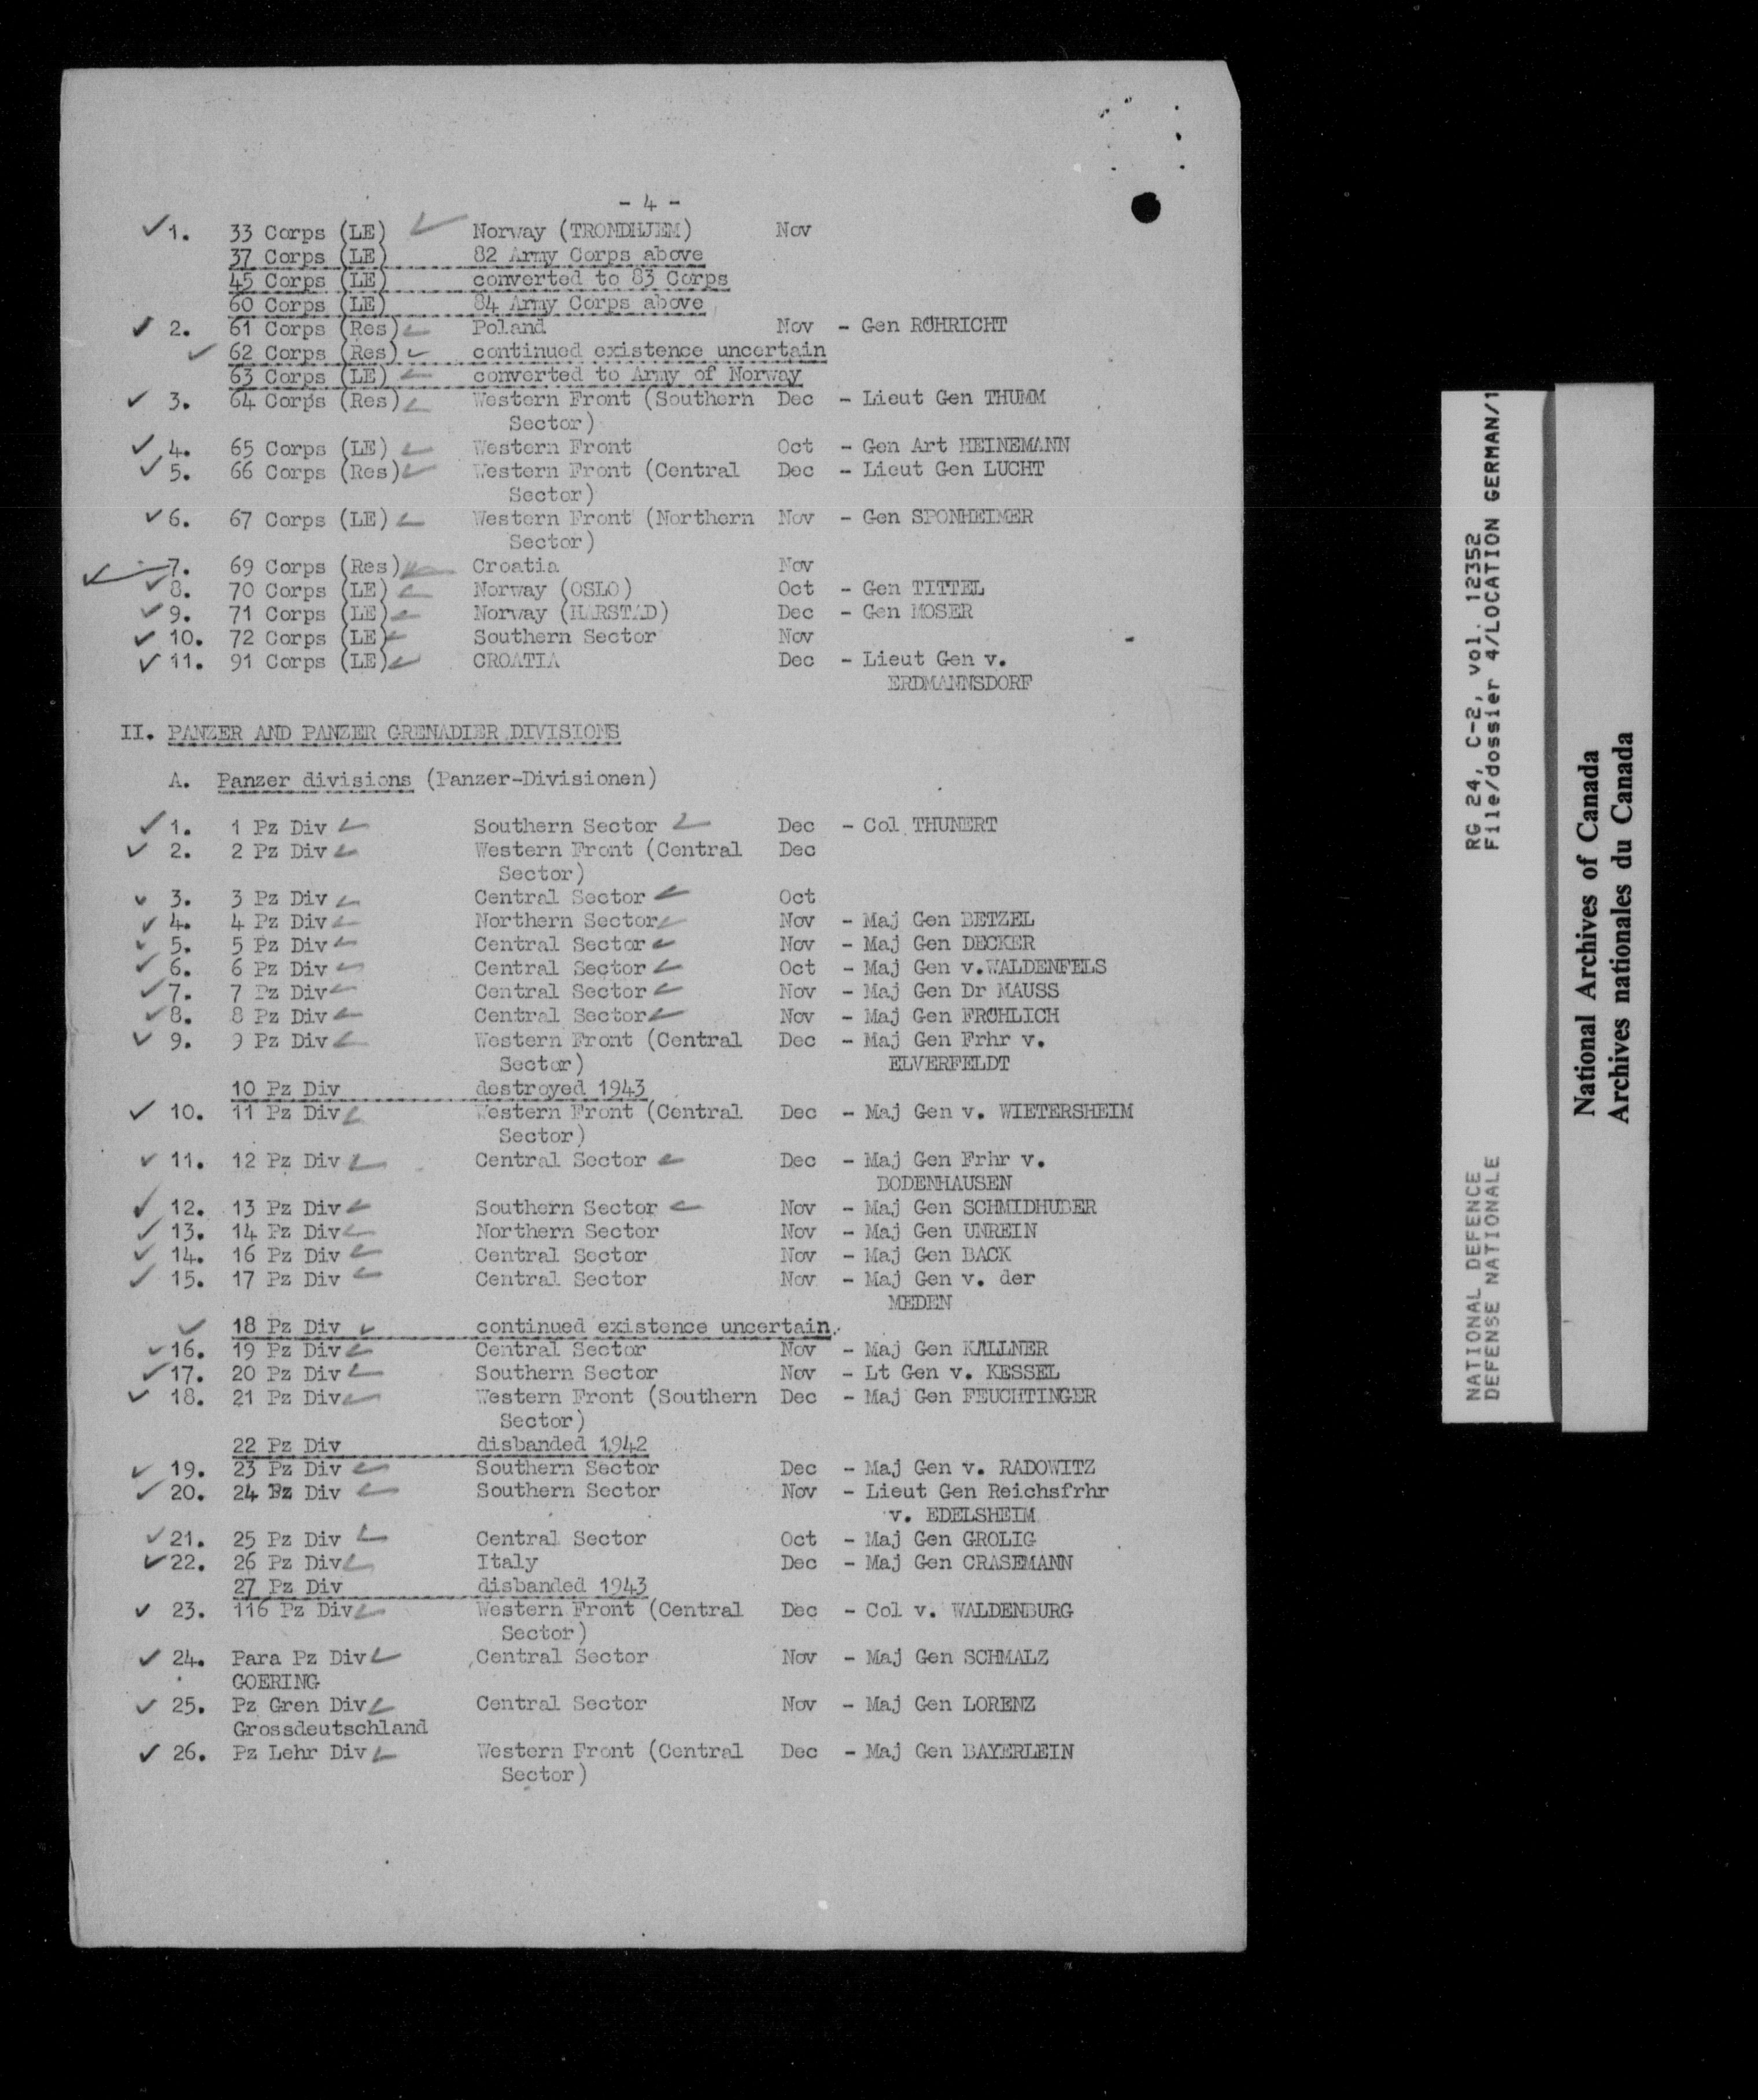 - 4 -
1. 33 Corps (LE) Norway (TRONDHJEM) Nov
37 Corps (LE) 82 Army Corps above
45 Corps (LE) converted to 83 Corps
60 Corps (LE) 84 Army Corps above
2. 61 Corps (Res) Poland Nov - Gen RÖHRICHT
62 Corps (Res) continued existence uncertain
63 Corps (LE) converted to Army of Norway
3. 64 Corps (Res) Western Front (Southern Dec - Lieut Gen THUMM
Sector)
4. 65 Corps (LE) Western Front Oct - Gen Art HEINEMANN
5. 66 Corps (Res) Western Front (Central Dec - Lieut Gen LUCHT
Sector)
6. 67 Corps (LE) Western Front (Northern Nov - Gen SPONHEIMER
Sector)
7. 69 Corps (Res) Croatia Nov
8. 70 Corps (LE) Norway (OSLO) Oct - Gen TITTEL
9. 71 Corps (LE) Norway (HARSTAD) Dec - Gen MOSER
10. 72 Corps (LE) Southern Sector Nov
11. 91 Corps (LE) CROATIA Dec - Lieut Gen v.
ERDMANNSDORF
II. PANZER AND PANZER GRENADIER DIVISIONS
A. Panzer divisions (Panzer-Divisionen)
1. 1 Pz Div Southern Sector Dec - Col THUNERT
2. 2 Pz Div Western Front (Central Dec
Sector)
3. 3 Pz Div Central Sector Oct
4. 4 Pz Div Northern Sector Nov - Maj Gen BETZEL
5. 5 Pz Div Central Sector Nov - Maj Gen DECKER
6. 6 Pz Div Central Sector Oct - Maj Gen v.WALDENFELS
7. 7 Pz Div Central Sector Nov - Maj Gen Dr MAUSS
8. 8 Pz Div Central Sector Nov - Maj Gen FRÖHLICH
9. 9 Pz Div Western Front (Central Dec - Maj Gen Frhr v.
Sector) ELVERFELDT
10 Pz Div destroyed 1943
10. 11 Pz Div Western Front (Central Dec - Maj Gen v. WIETERSHEIM
Sector)
11. 12 Pz Div Central Sector Dec - Maj Gen Frhr v.
BODENHAUSEN
12. 13 Pz Div Southern Sector Nov - Maj Gen SCHMIDHUBER
13. 14 Pz Div Northern Sector Nov - Maj Gen UNREIN
14. 16 Pz Div Central Sector Nov - Maj Gen BACK
15. 17 Pz Div Central Sector Nov - Maj Gen v. der
MEDEN
18 Pz Div continued existence uncertain.
16. 19 Pz Div Central Sector Nov - Maj Gen KÄLLNER
17. 20 Pz Div Southern Sector Nov - Lt Gen v. KESSEL
18. 21 Pz Div Western Front (Southern Dec - Maj Gen FEUCHTINGER
Sector)
22 Pz Div disbanded 1942
19. 23 Pz Div Southern Sector Dec - Maj Gen v. RADOWITZ
20. 24 Pz Div Southern Sector Nov - Lieut Gen Reichsfrhr
v. EDELSHEIM
21. 25 Pz Div Central Sector Oct - Maj Gen GROLIG
22. 26 Pz Div Italy Dec - Maj Gen CRASEMANN
27 Pz Div disbanded 1943
23. 116 Pz Div Western Front (Central Dec - Col v. WALDENBURG
Sector)
24. Para Pz Div Central Sector Nov - Maj Gen SCHMALZ
GOERING
25. Pz Gren Div Central Sector Nov - Maj Gen LORENZ
Grossdeutschland
26. Pz Lehr Div Western Front (Central Dec - Maj Gen BAYERLEIN
Sector)
NATIONAL DEFENCE RG 24, C-2, vol. 12352
DEFENSE NATIONALE File/dossier 4/LOCATION GERMAN/1
National Archives of Canada
Archives nationales du Canada